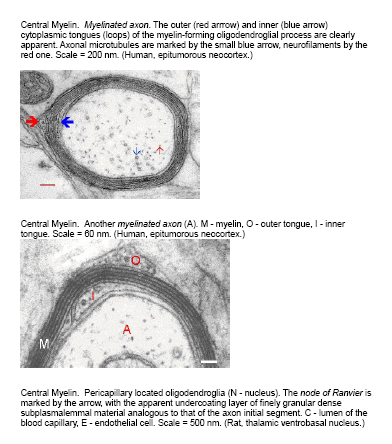 Central Myelin. Myelinated axon. The outer (red arrrow) and inner (blue arrow)
cytoplasmic tongues (loops) of the myelin-forming oligodendroglial process are clearly
apparent. Axonal microtubules are marked by the small blue arrow, neurofilaments by the
red one. Scale = 200 nm. (Human, epitumorous neocortex.)
Central Myelin. Another myelinated axon (A). M - myelin, O - outer tongue, I - inner
tongue. Scale = 60 nm. (Human, epitumorous neocortex.)
O
I
A
M
Central Myelin. Pericapillary located oligodendroglia (N - nucleus). The node of Ranvier is
marked by the arrow, with the apparent undercoating layer of finely granular dense
subplasmalemmal material analogous to that of the axon initial segment. C - lumen of the
blood capillary, E - endothelial cell. Scale = 500 nm. (Rat, thalamic ventrobasal nucleus.)